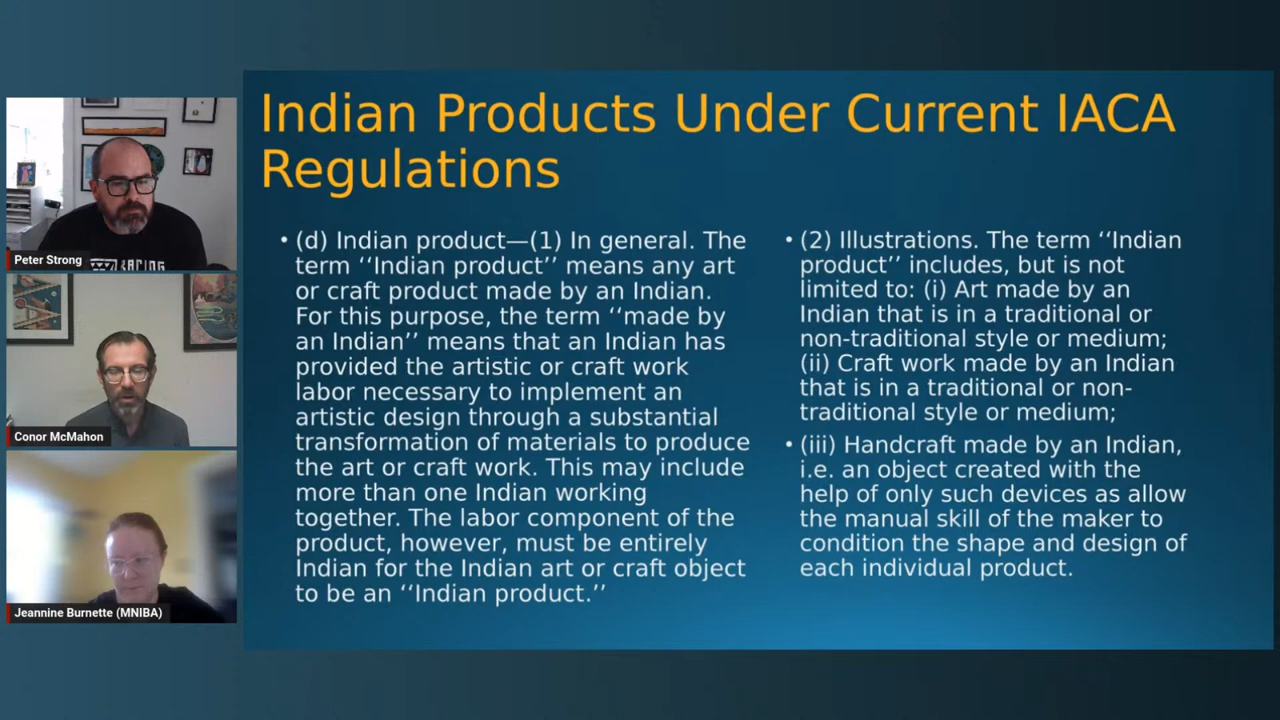 Indian Products Under Current IACA
Regulations
• (d) Indian product—(1) In general. The
term ‘‘Indian product’’ means any art
or craft product made by an Indian.
For this purpose, the term ‘‘made by
an Indian’’ means that an Indian has
provided the artistic or craft work
labor necessary to implement an
artistic design through a substantial
transformation of materials to produce
the art or craft work. This may include
more than one Indian working
together. The labor component of the
product, however, must be entirely
Indian for the Indian art or craft object
to be an ‘‘Indian product.’’
• (2) Illustrations. The term ‘‘Indian
product’’ includes, but is not
limited to: (i) Art made by an
Indian that is in a traditional or
non-traditional style or medium;
(ii) Craft work made by an Indian
that is in a traditional or non-
traditional style or medium;
• (iii) Handcraft made by an Indian,
i.e. an object created with the
help of only such devices as allow
the manual skill of the maker to
condition the shape and design of
each individual product.
Peter Strong
Conor McMahon
Jeannine Burnette (MNIBA)